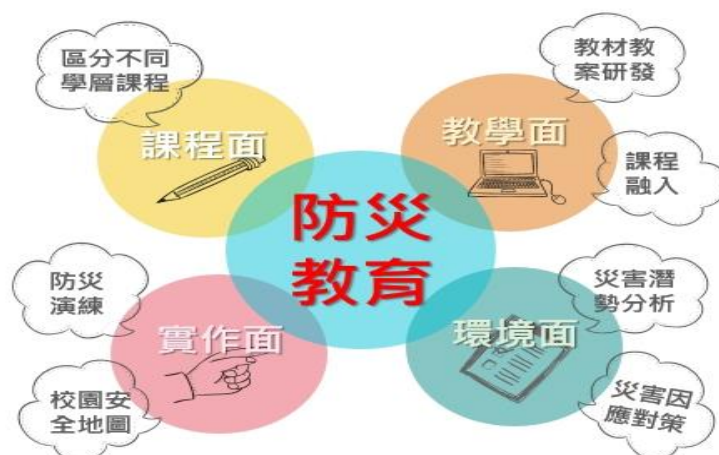 區分不同
學層課程
課程面
教材教
案研發
教學面
課程
融入
防災
教育
防災
演練
實作面
校園安
全地圖
災害潛
勢分析
環境面
災害因
應對策